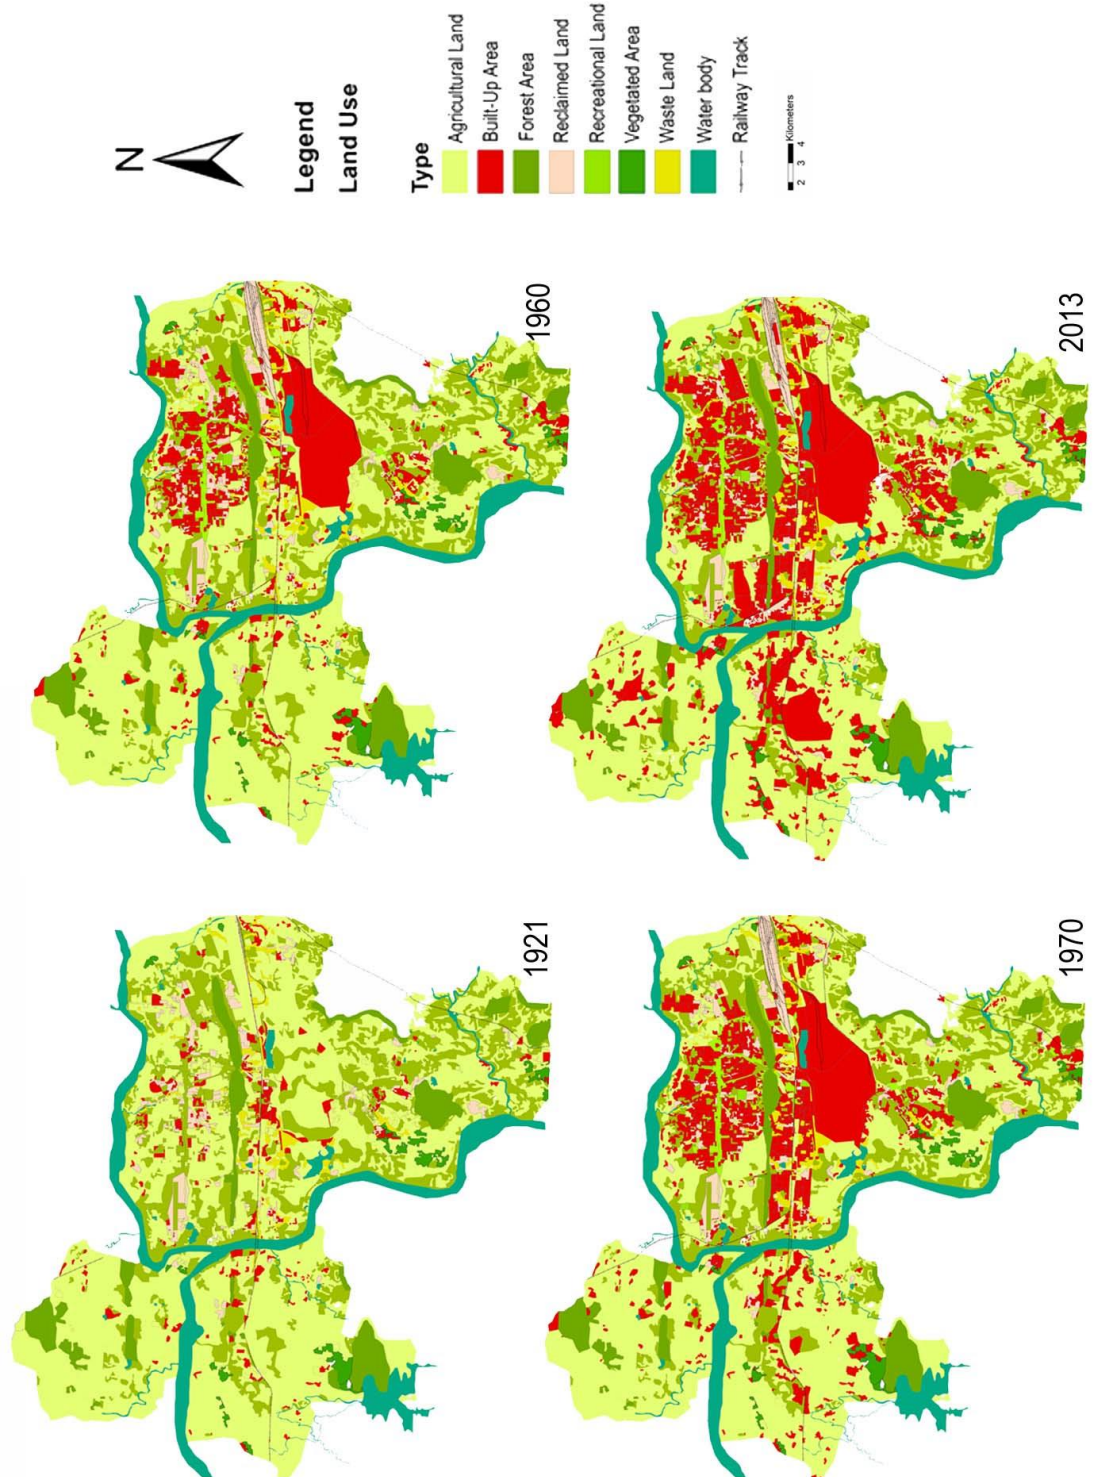 N
Legend
Land Use
Type
Agricultural Land
Built-Up Area
Forest Area
Reclaimed Land
Recreational Land
Vegetated Area
Waste Land
Water body
Railway Track
2 3 4
Kilometers
1921
1960
1970
2013